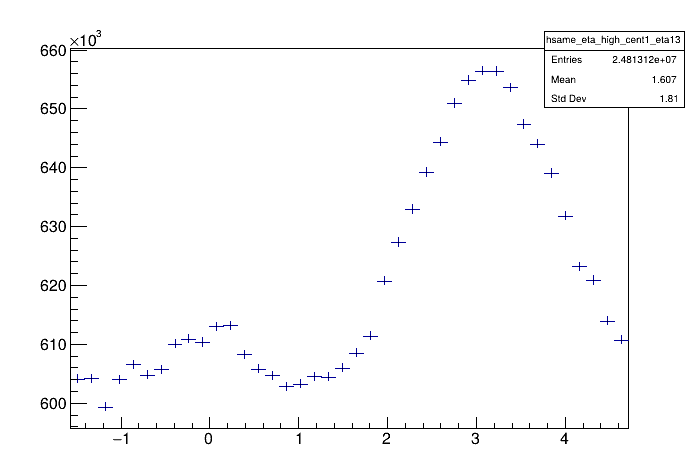 ×10³
hsame_eta_high_cent1_eta13
Entries 2.481312e+07
Mean 1.607
Std Dev 1.81
660
650
640
630
620
610
600
−1 0 1 2 3 4